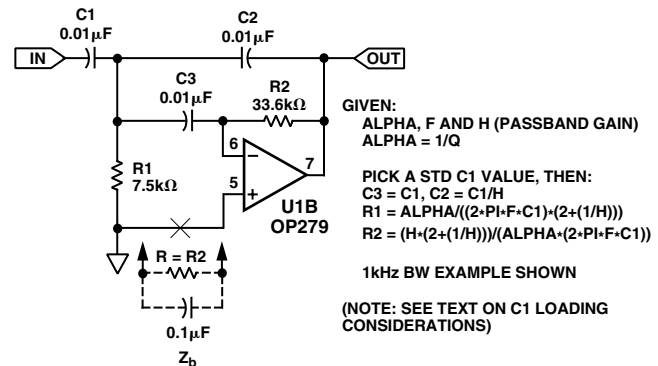 C1
0.01μF
C2
0.01μF
IN
OUT
C3
0.01μF
R2
33.6kΩ
R1
7.5kΩ
6
7
5
U1B
OP279
R = R2
0.1μF
Zb
GIVEN:
ALPHA, F AND H (PASSBAND GAIN)
ALPHA = 1/Q
PICK A STD C1 VALUE, THEN:
C3 = C1, C2 = C1/H
R1 = ALPHA/((2*PI*F*C1)*(2+(1/H)))
R2 = (H*(2+(1/H)))/(ALPHA*(2*PI*F*C1))
1kHz BW EXAMPLE SHOWN
(NOTE: SEE TEXT ON C1 LOADING
CONSIDERATIONS)